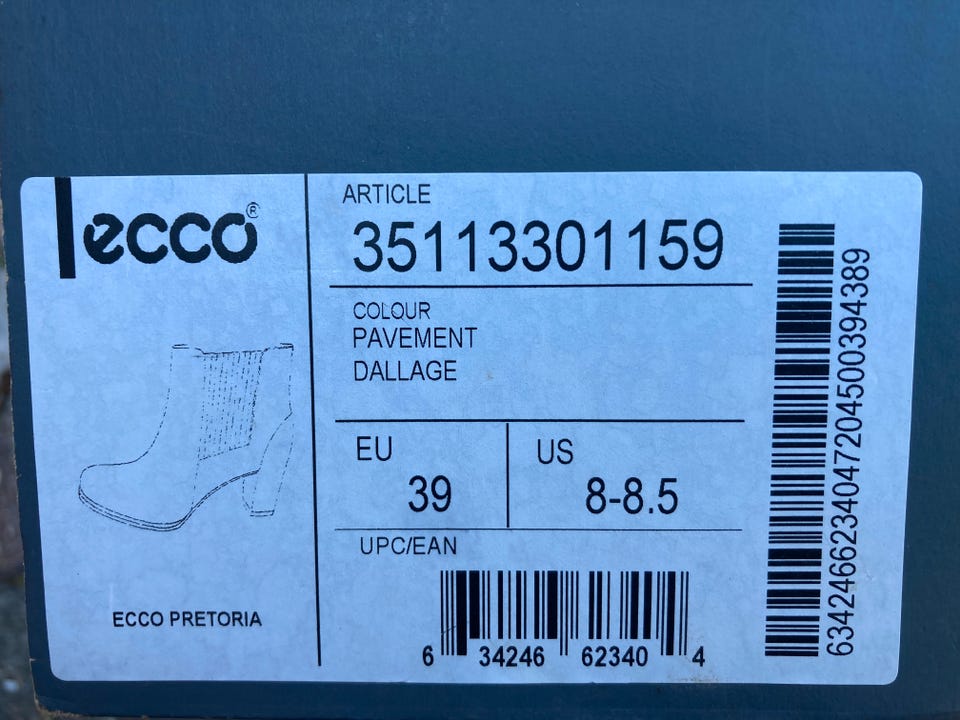 ecco®
ECCO PRETORIA
ARTICLE
35113301159
COLOUR
PAVEMENT
DALLAGE
EU
39
US
8-8.5
UPC/EAN
6 34246 62340 4
63424662340472045003943​89